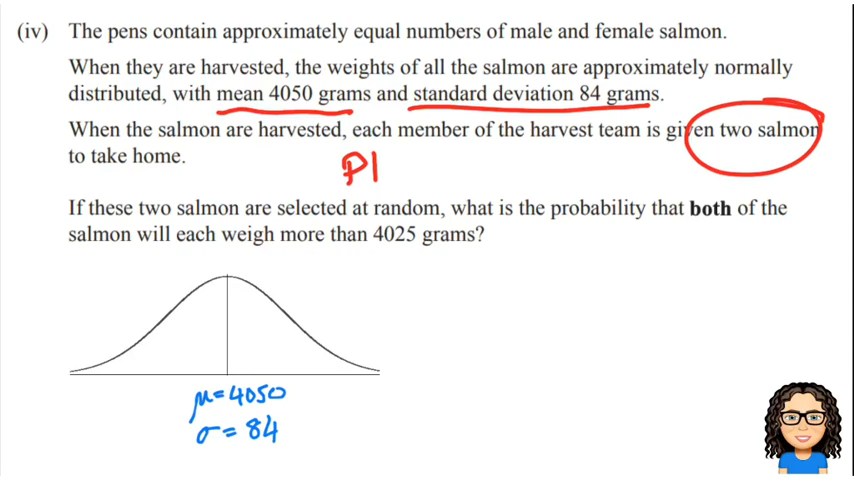 (iv) The pens contain approximately equal numbers of male and female salmon.
When they are harvested, the weights of all the salmon are approximately normally
distributed, with mean 4050 grams and standard deviation 84 grams.
When the salmon are harvested, each member of the harvest team is given two salmon
to take home.
P|
If these two salmon are selected at random, what is the probability that both of the
salmon will each weigh more than 4025 grams?
μ=4050
σ=84